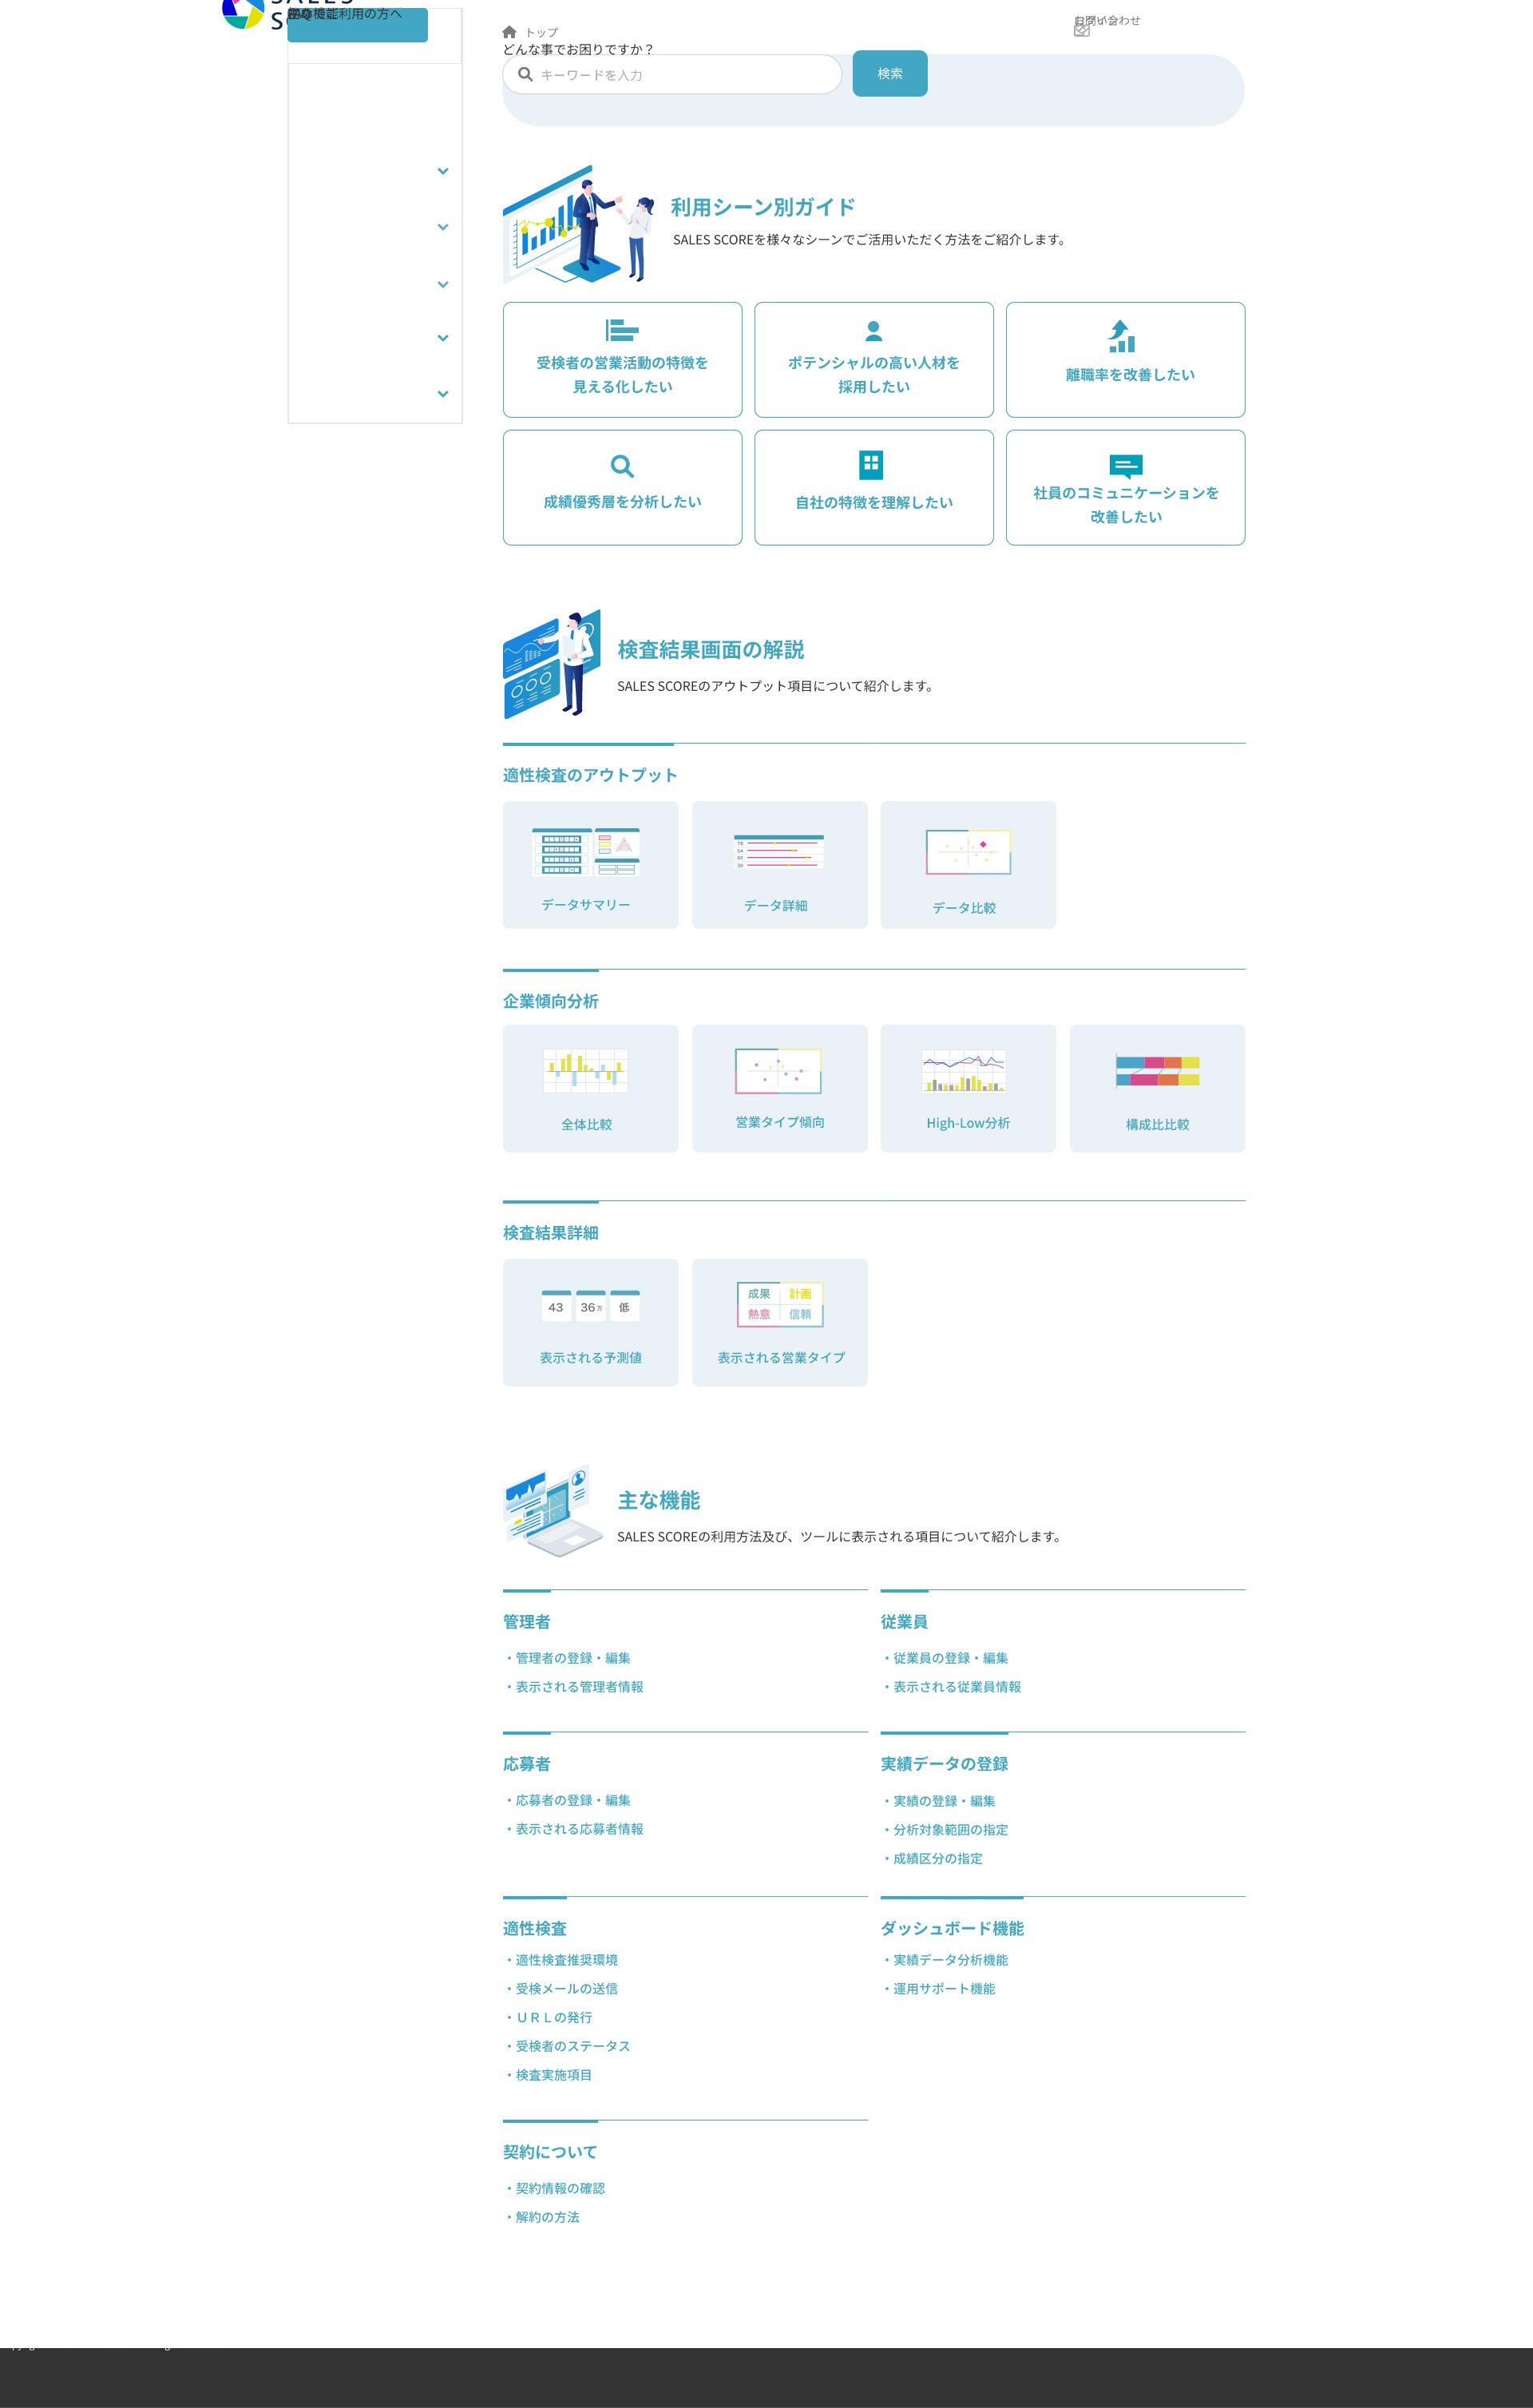 SALES
トップ
どんな事でお困りですか？
キーワードを入力
検索
利用シーン別ガイド
SALES SCOREを様々なシーンでご活用いただく方法をご紹介します。
受検者の営業活動の特徴を
見える化したい
ポテンシャルの高い人材を
採用したい
離職率を改善したい
成績優秀層を分析したい
自社の特徴を理解したい
社員のコミュニケーションを
改善したい
検査結果画面の解説
SALES SCOREのアウトプット項目について紹介します。
適性検査のアウトプット
データサマリー
データ詳細
データ比較
企業傾向分析
全体比較
営業タイプ傾向
High-Low分析
構成比比較
検査結果詳細
43
36万
低
成果
計画
熱意
信頼
表示される予測値
表示される営業タイプ
主な機能
SALES SCOREの利用方法及び、ツールに表示される項目について紹介します。
管理者
・管理者の登録・編集
・表示される管理者情報
従業員
・従業員の登録・編集
・表示される従業員情報
応募者
・応募者の登録・編集
・表示される応募者情報
実績データの登録
・実績の登録・編集
・分析対象範囲の指定
・成績区分の指定
適性検査
・適性検査推奨環境
・受検メールの送信
・ＵＲＬの発行
・受検者のステータス
・検査実施項目
ダッシュボード機能
・実績データ分析機能
・運用サポート機能
契約について
・契約情報の確認
・解約の方法